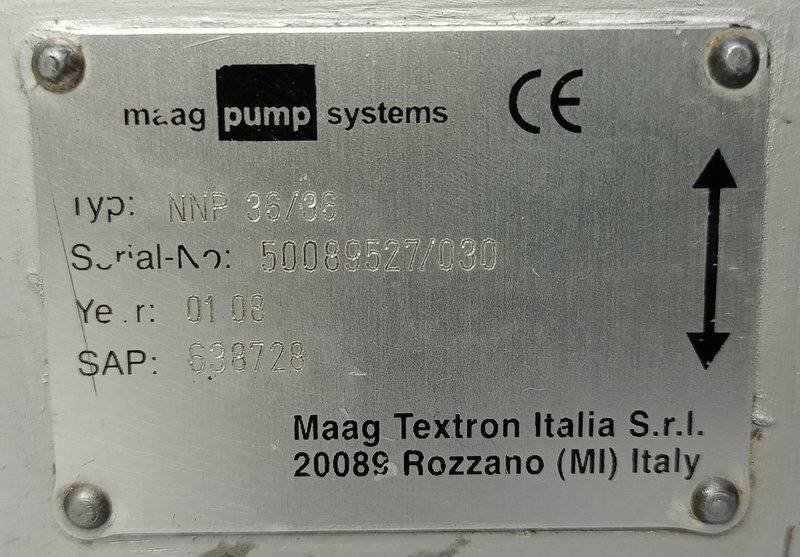 maag pump systems CE
Typ: NNP 36/36
Serial-No: 50089527/030
Year: 01 08
SAP: 638728
Maag Textron Italia S.r.l.
20089 Rozzano (MI) Italy